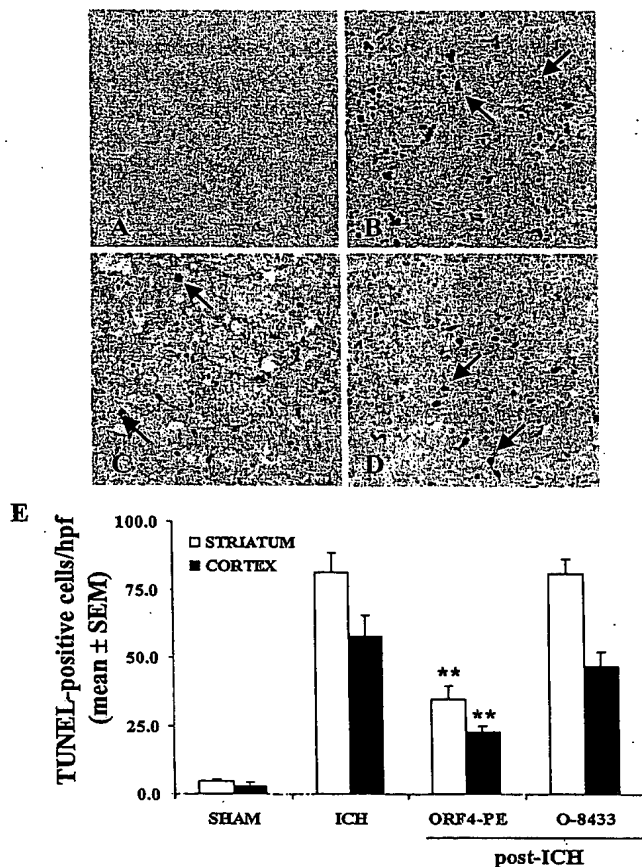 A
B
C
D
E
TUNEL-positive cells/hpf
(mean ± SEM)
100.0
75.0
50.0
25.0
0.0
STRIATUM
CORTEX
**
**
SHAM
ICH
ORF4-PE
O-8433
post-ICH